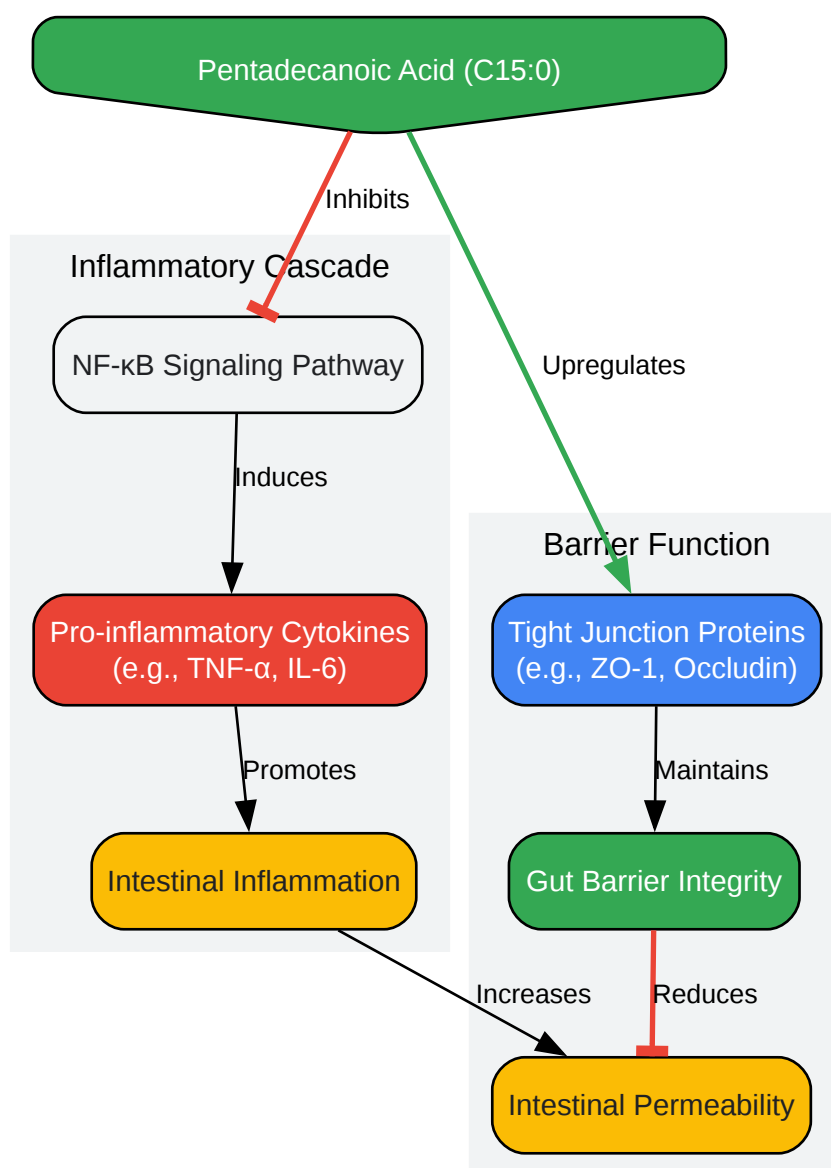 Pentadecanoic Acid (C15:0)
Inhibits
Inflammatory Cascade
NF-κB Signaling Pathway
Upregulates
Induces
Barrier Function
Pro-inflammatory Cytokines
(e.g., TNF-α, IL-6)
Tight Junction Proteins
(e.g., ZO-1, Occludin)
Promotes
Maintains
Intestinal Inflammation
Gut Barrier Integrity
Increases
Reduces
Intestinal Permeability